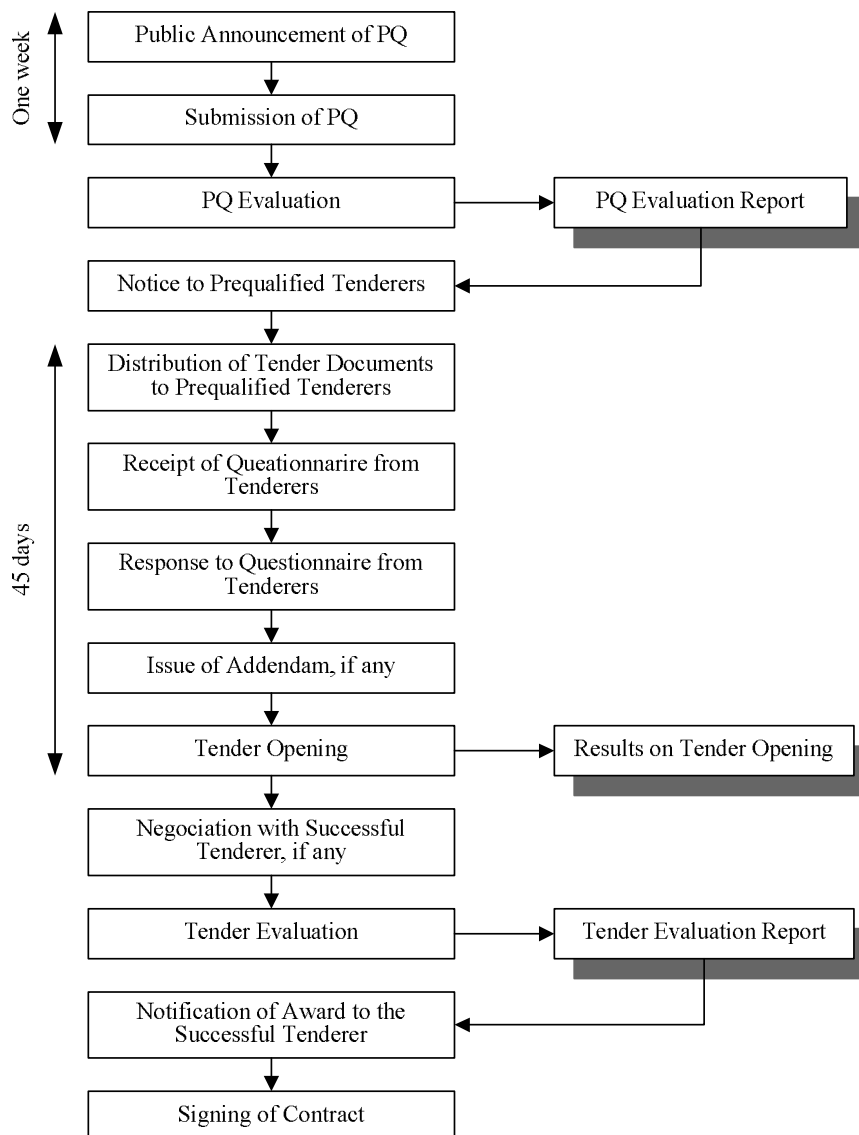 One week
Public Announcement of PQ
Submission of PQ
PQ Evaluation
PQ Evaluation Report
Notice to Prequalified Tenderers
45 days
Distribution of Tender Documents
to Prequalified Tenderers
Receipt of Queationnarire from
Tenderers
Response to Questionnaire from
Tenderers
Issue of Addendam, if any
Tender Opening
Results on Tender Opening
Negociation with Successful
Tenderer, if any
Tender Evaluation
Tender Evaluation Report
Notification of Award to the
Successful Tenderer
Signing of Contract